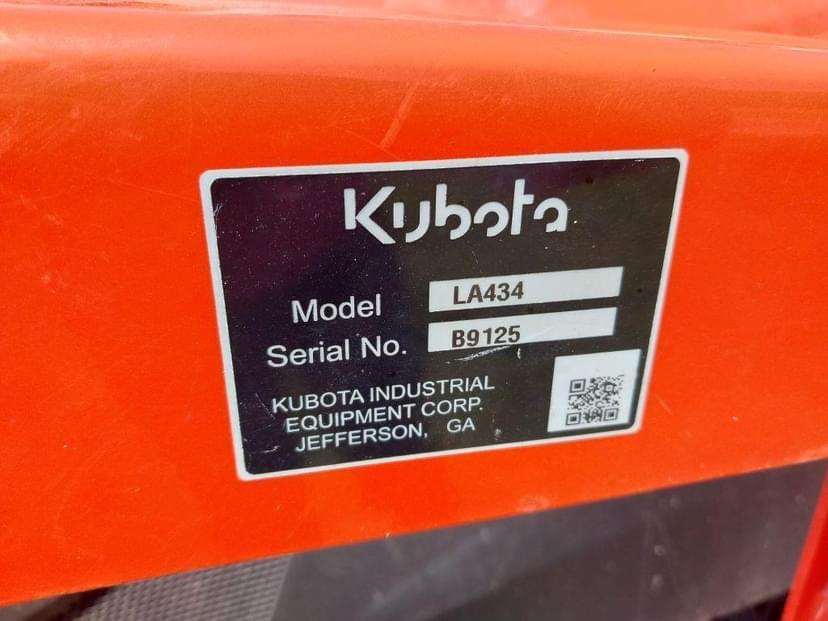 Kubota
Model LA434
Serial No. B9125
KUBOTA INDUSTRIAL
EQUIPMENT CORP.
JEFFERSON, GA